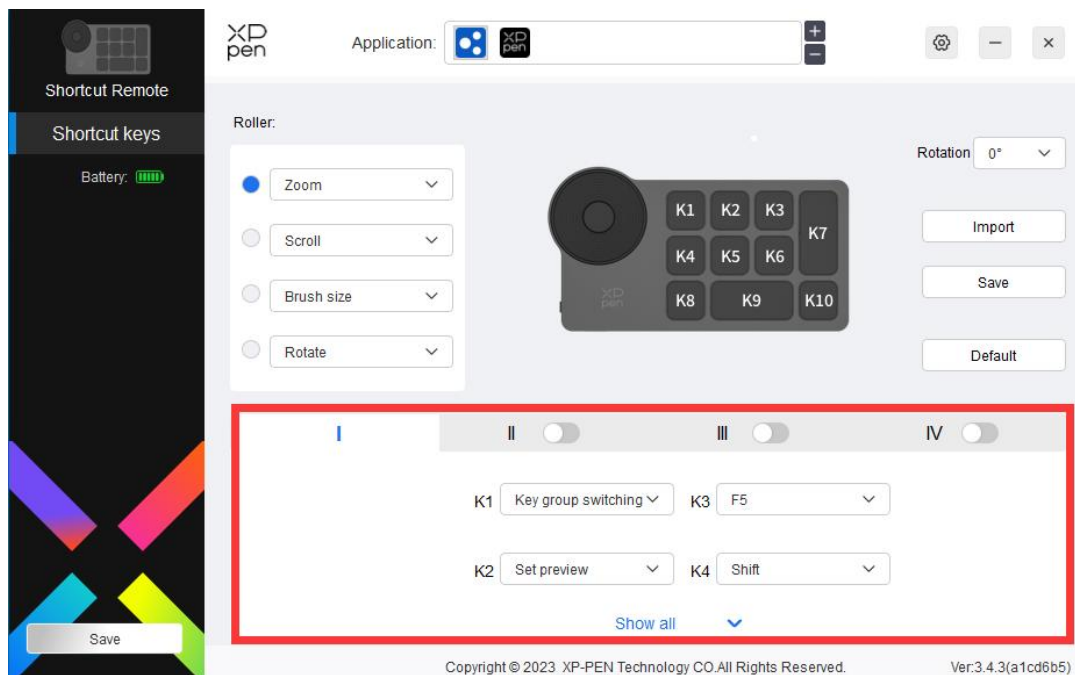 XP
pen
Application:
XP
pen
Shortcut Remote
Shortcut keys
Battery:
Roller:
Zoom
Scroll
Brush size
Rotate
K1 K2 K3
K7
K4 K5 K6
K8 K9 K10
XP
pen
Rotation 0°
Import
Save
Default
I II III IV
K1 Key group switching K3 F5
K2 Set preview K4 Shift
Show all
Save
Copyright © 2023 XP-PEN Technology CO.All Rights Reserved. Ver:3.4.3(a1cd6b5)